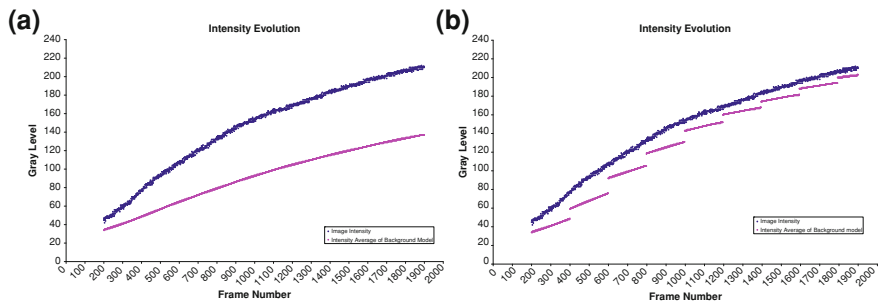 (a)
Intensity Evolution
240
220
200
180
160
140
120
100
80
60
40
20
0
Gray Level
• Image Intensity
• Intensity Average of Background Model
0 100 200 300 400 500 600 700 800 900 1000 1100 1200 1300 1400 1500 1600 1700 1800 1900 2000
Frame Number
(b)
Intensity Evolution
240
220
200
180
160
140
120
100
80
60
40
20
0
Gray Level
• Image Intensity
• Intensity Average of Background model
0 100 200 300 400 500 600 700 800 900 1000 1100 1200 1300 1400 1500 1600 1700 1800 1900 2000
Frame Number